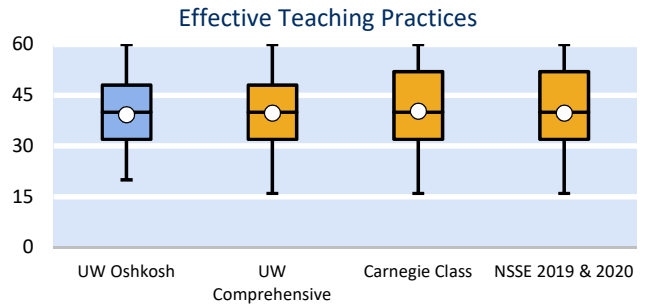 Effective Teaching Practices
60
45
30
15
0
UW Oshkosh
UW
Comprehensive
Carnegie Class
NSSE 2019 & 2020